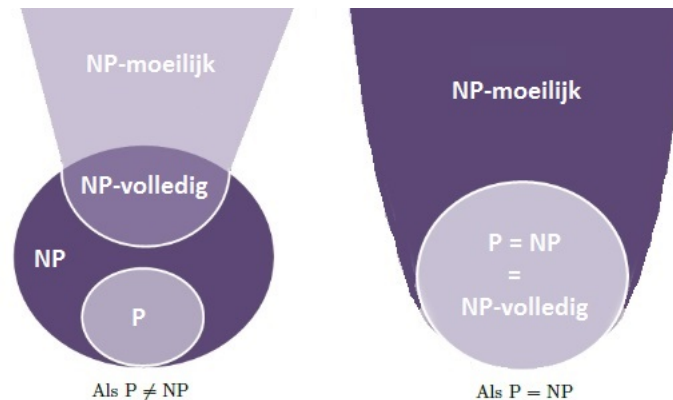 NP-moeilijk
NP-volledig
NP
P
Als P ≠ NP
NP-moeilijk
P = NP
=
NP-volledig
Als P = NP